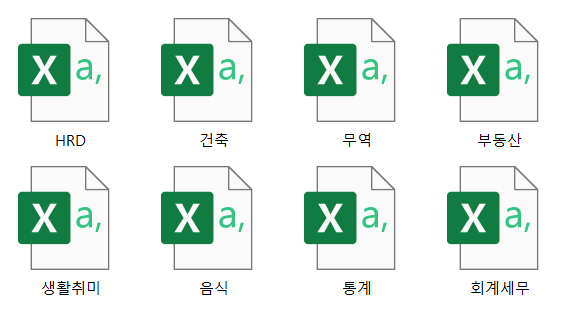 X a, X a, X a, X a,
HRD 건축 무역 부동산
X a, X a, X a, X a,
생활취미 음식 통계 회계세무